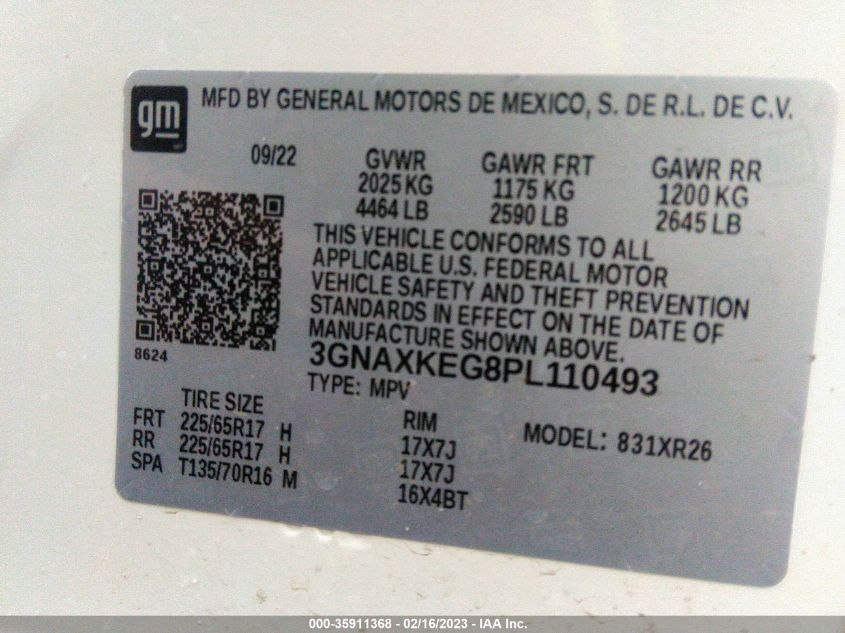 gm
MFD BY GENERAL MOTORS DE MEXICO, S. DE R.L. DE C.V.
09/22 GVWR GAWR FRT GAWR RR
2025 KG 1175 KG 1200 KG
4464 LB 2590 LB 2645 LB
THIS VEHICLE CONFORMS TO ALL
APPLICABLE U.S. FEDERAL MOTOR
VEHICLE SAFETY AND THEFT PREVENTION
STANDARDS IN EFFECT ON THE DATE OF
MANUFACTURE SHOWN ABOVE.
8624
3GNAXKEG8PL110493
TYPE: MPV
TIRE SIZE RIM MODEL: 831XR26
FRT 225/65R17 H 17X7J
RR 225/65R17 H 17X7J
SPA T135/70R16 M 16X4BT
000-35911368 - 02/16/2023 - IAA Inc.